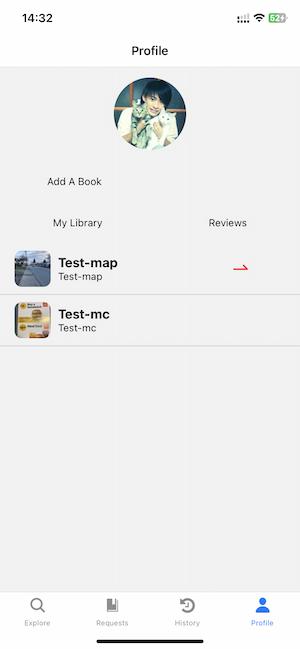 14:32
52
Profile
Add A Book
My Library
Reviews
Test-map
Test-map
Test-mc
Test-mc
Explore
Requests
History
Profile